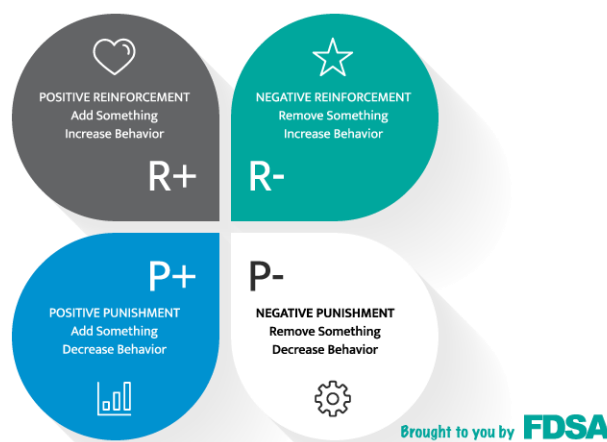 POSITIVE REINFORCEMENT
Add Something
Increase Behavior
R+
NEGATIVE REINFORCEMENT
Remove Something
Increase Behavior
R-
P+
POSITIVE PUNISHMENT
Add Something
Decrease Behavior
P-
NEGATIVE PUNISHMENT
Remove Something
Decrease Behavior
Brought to you by FDSA